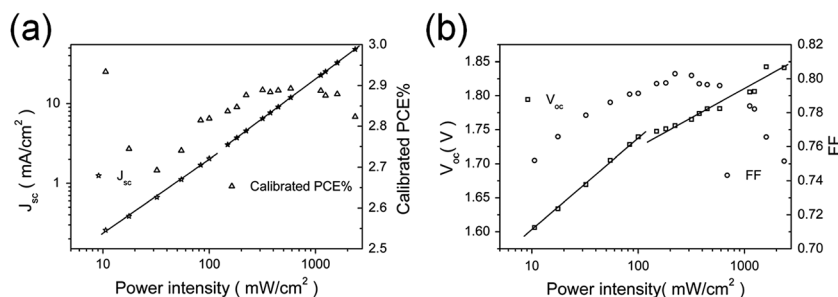 (a)
J_sc ( mA/cm²)
10
1
J_sc
Calibrated PCE%
3.0
2.9
2.8
2.7
2.6
2.5
Calibrated PCE%
10
100
1000
Power intensity ( mW/cm²)
(b)
V_oc ( V)
1.85
1.80
1.75
1.70
1.65
1.60
V_oc
FF
0.82
0.80
0.78
0.76
0.74
0.72
0.70
FF
10
100
1000
Power intensity( mW/cm²)